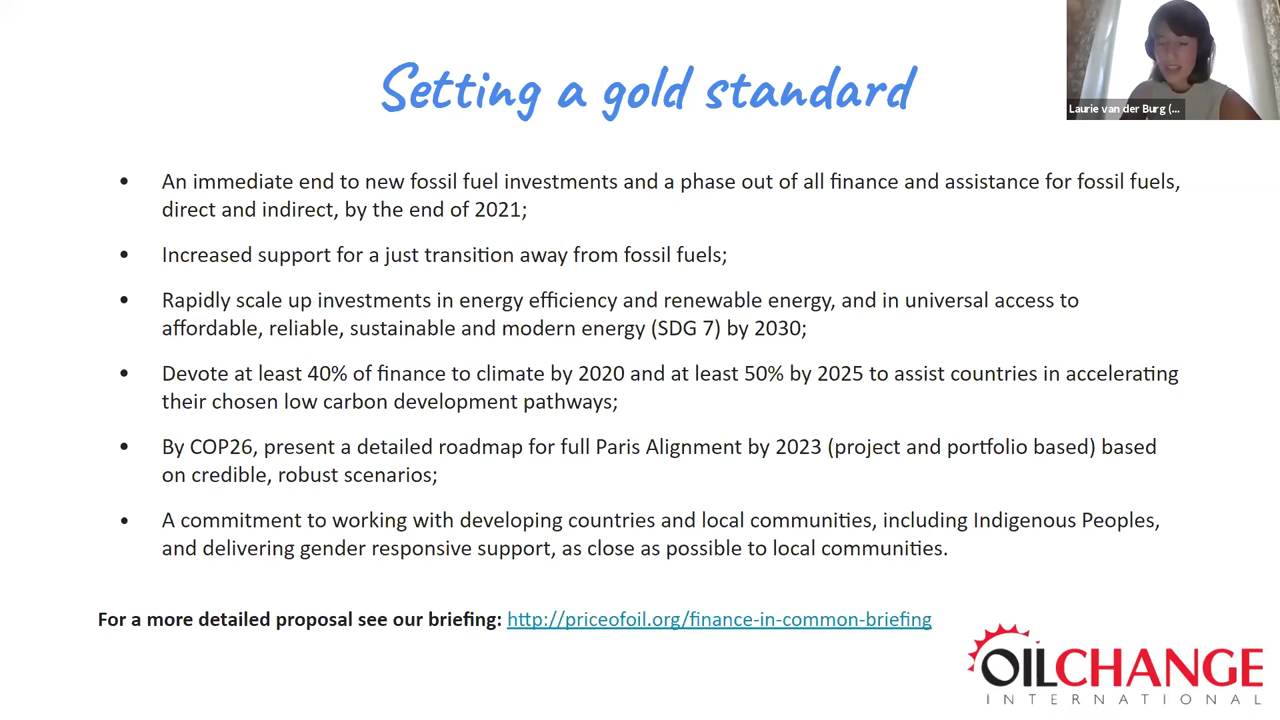 Setting a gold standard
Laurie van der Burg (...
• An immediate end to new fossil fuel investments and a phase out of all finance and assistance for fossil fuels,
direct and indirect, by the end of 2021;
• Increased support for a just transition away from fossil fuels;
• Rapidly scale up investments in energy efficiency and renewable energy, and in universal access to
affordable, reliable, sustainable and modern energy (SDG 7) by 2030;
• Devote at least 40% of finance to climate by 2020 and at least 50% by 2025 to assist countries in accelerating
their chosen low carbon development pathways;
• By COP26, present a detailed roadmap for full Paris Alignment by 2023 (project and portfolio based) based
on credible, robust scenarios;
• A commitment to working with developing countries and local communities, including Indigenous Peoples,
and delivering gender responsive support, as close as possible to local communities.
For a more detailed proposal see our briefing: http://priceofoil.org/finance-in-common-briefing
OILCHANGE
INTERNATIONAL